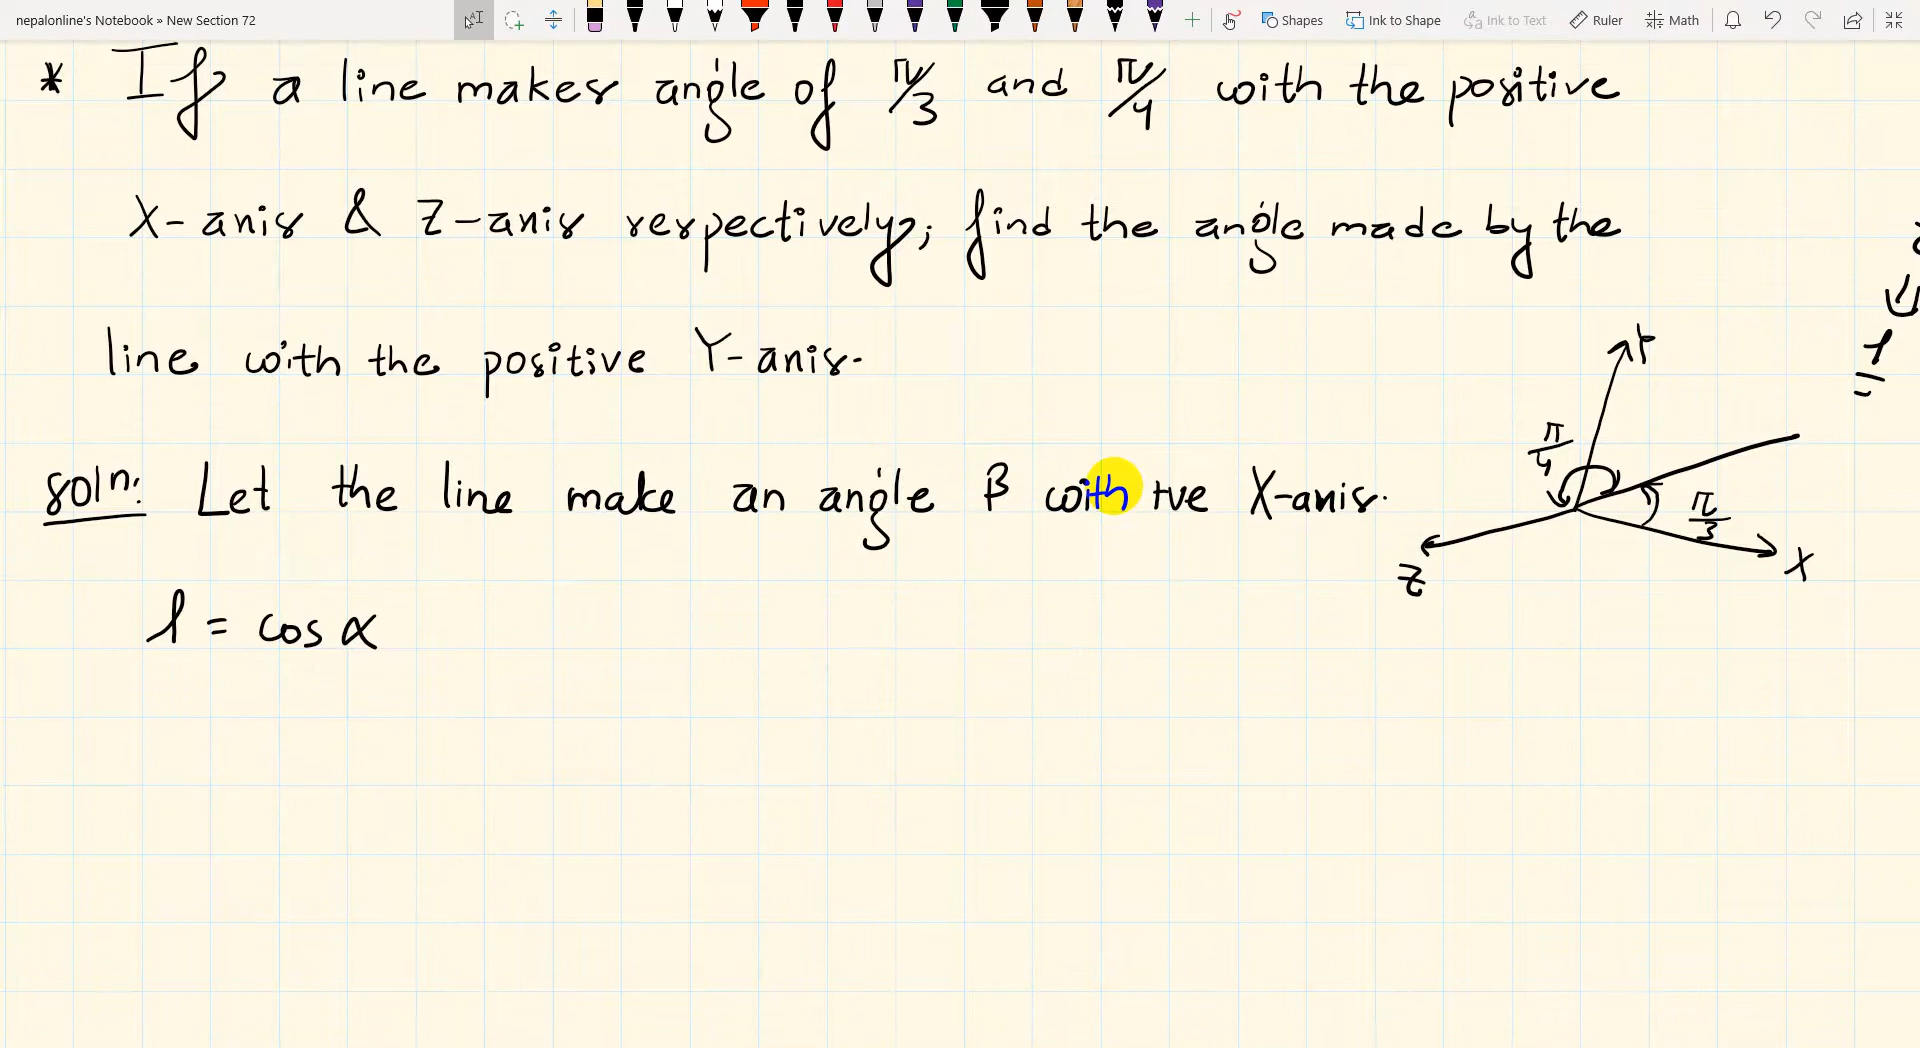 nepalonline's Notebook » New Section 72
Shapes Ink to Shape Ink to Text Ruler Math
* If a line makes angle of π/3 and π/4 with the positive
X-axis & Z-axis respectively, find the angle made by the
line with the positive Y-axis.
soln: Let the line make an angle β with +ve X-axis.
l = cos α
Y
π/4
π/3
Z
X